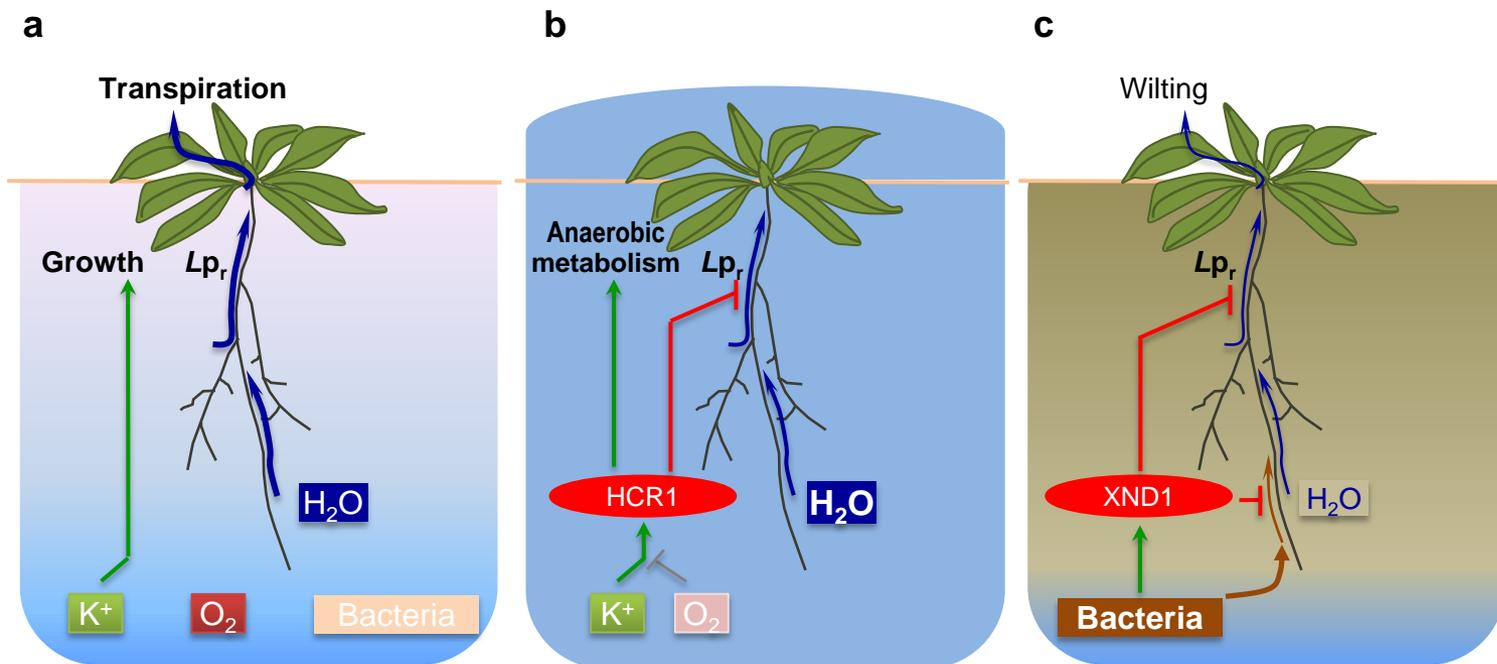 a
Transpiration
Growth
Lpr
H2O
K+
O2
Bacteria
b
Anaerobic
metabolism
Lpr
HCR1
H2O
K+
O2
c
Wilting
Lpr
XND1
H2O
Bacteria